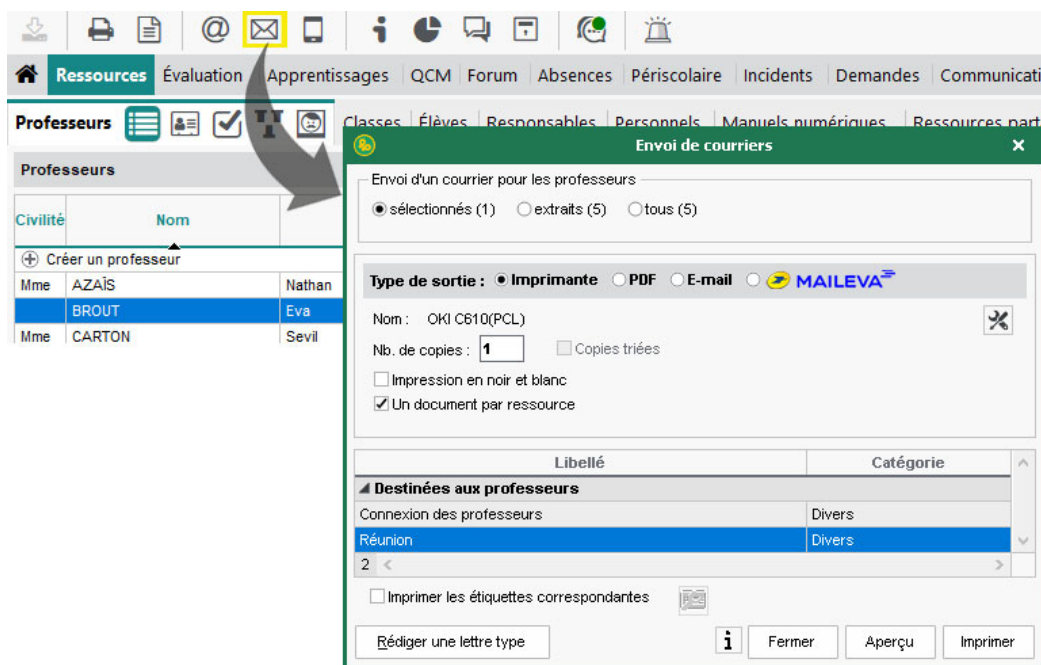 Ressources Évaluation Apprentissages QCM Forum Absences Périscolaire Incidents Demandes Communicati
Professeurs Classes Élèves Responsables Personnels Manuels numériques Ressources part
Professeurs
Civilité Nom
Créer un professeur
Mme AZAÏS Nathan
BROUT Eva
Mme CARTON Sevil
Envoi de courriers
Envoi d'un courrier pour les professeurs
sélectionnés (1) extraits (5) tous (5)
Type de sortie : Imprimante PDF E-mail MAILEVA
Nom : OKI C610(PCL)
Nb. de copies : 1 Copies triées
Impression en noir et blanc
Un document par ressource
Libellé Catégorie
Destinées aux professeurs
Connexion des professeurs Divers
Réunion Divers
2
Imprimer les étiquettes correspondantes
Rédiger une lettre type Fermer Aperçu Imprimer